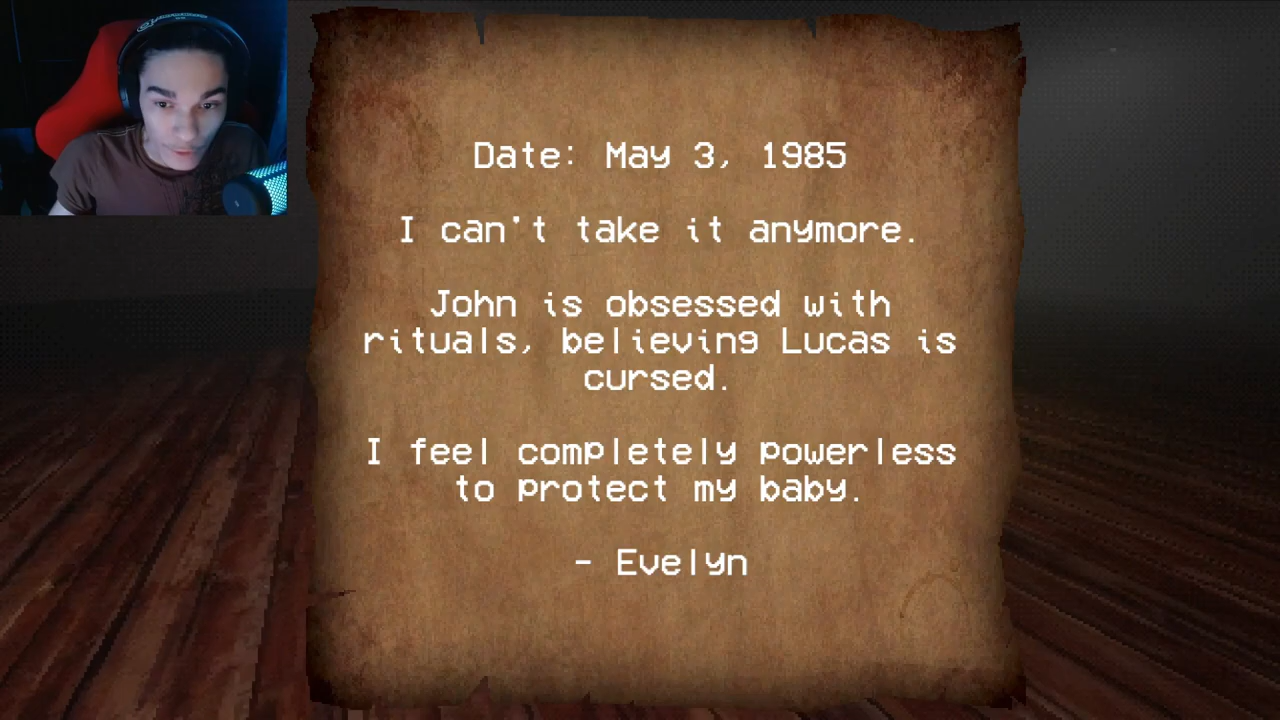 Date: May 3, 1985
I can't take it anymore.
John is obsessed with
rituals, believing Lucas is
cursed.
I feel completely powerless
to protect my baby.
- Evelyn